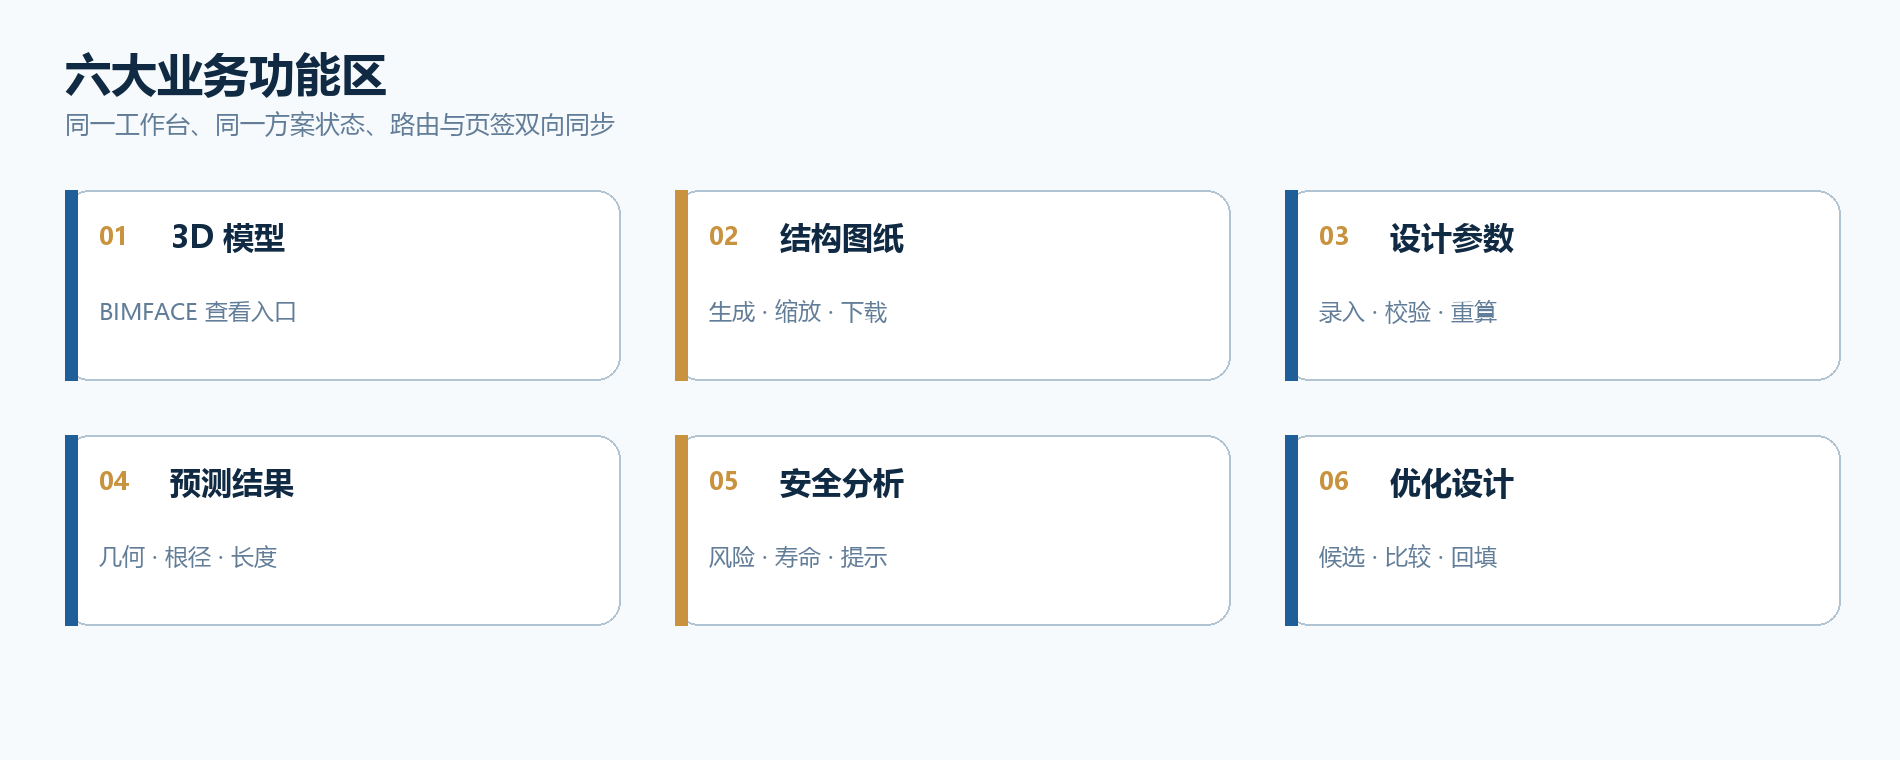 六大业务功能区
同一工作台、同一方案状态、路由与页签双向同步
01 3D 模型
BIMFACE 查看入口
02 结构图纸
生成 · 缩放 · 下载
03 设计参数
录入 · 校验 · 重算
04 预测结果
几何 · 根径 · 长度
05 安全分析
风险 · 寿命 · 提示
06 优化设计
候选 · 比较 · 回填